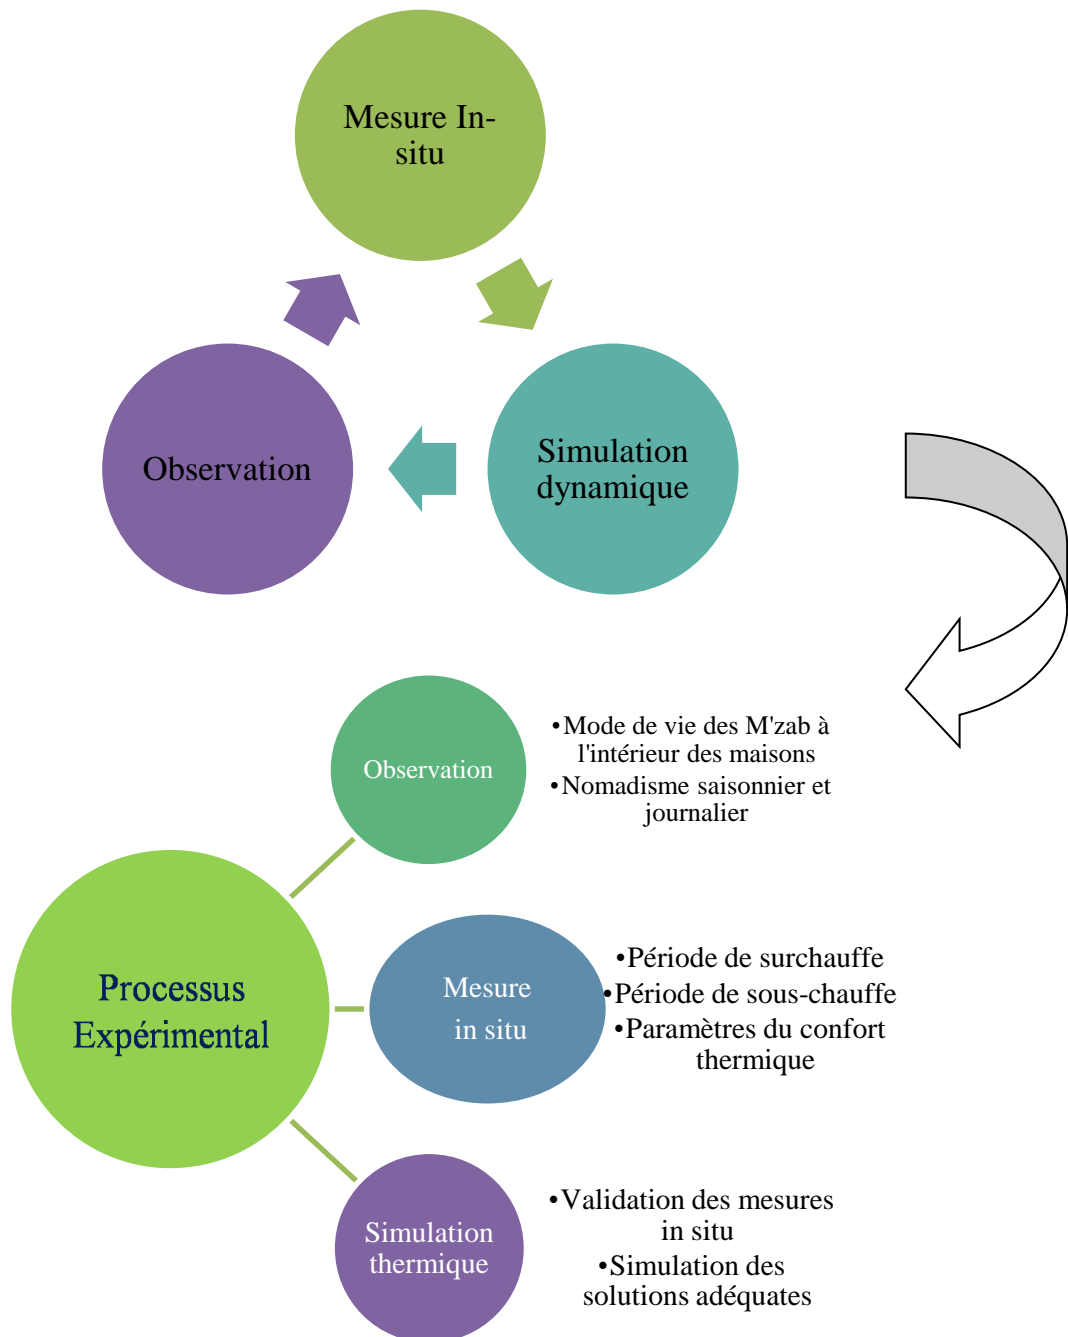 Mesure In-
situ
Observation
Simulation
dynamique
Observation
•Mode de vie des M'zab à
l'intérieur des maisons
•Nomadisme saisonnier et
journalier
Processus
Expérimental
Mesure
in situ
•Période de surchauffe
•Période de sous-chauffe
•Paramètres du confort
thermique
Simulation
thermique
•Validation des mesures
in situ
•Simulation des
solutions adéquates